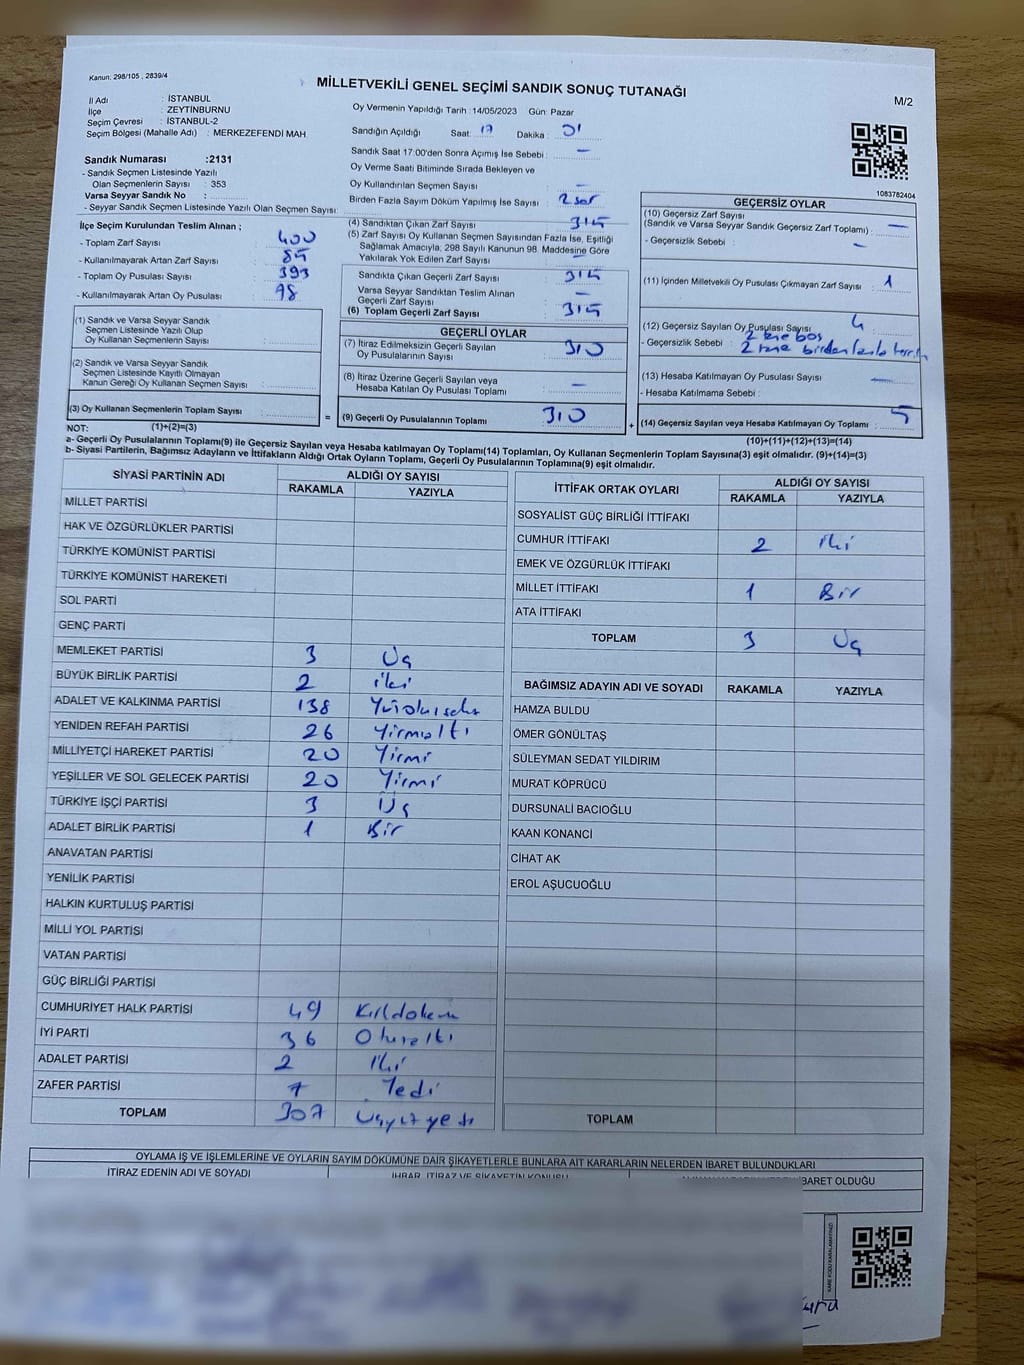 Kanun: 298/105 , 2839/4
MİLLETVEKİLİ GENEL SEÇİMİ SANDIK SONUÇ TUTANAĞI
M/2
İl Adı : İSTANBUL
İlçe : ZEYTİNBURNU
Seçim Çevresi : İSTANBUL-2
Seçim Bölgesi (Mahalle Adı) : MERKEZEFENDİ MAH.
Sandık Numarası :2131
- Sandık Seçmen Listesinde Yazılı
Olan Seçmenlerin Sayısı : 353
Varsa Seyyar Sandık No :
- Seyyar Sandık Seçmen Listesinde Yazılı Olan Seçmen Sayısı:
Oy Vermenin Yapıldığı Tarih :14/05/2023 Gün: Pazar
Sandığın Açıldığı Saat: 17 Dakika :
Sandık Saat 17:00'den Sonra Açımış İse Sebebi : —
Oy Verme Saati Bitiminde Sırada Bekleyen ve
Oy Kullandırılan Seçmen Sayısı : —
Birden Fazla Sayım Döküm Yapılmış İse Sayısı :
1083782404
İlçe Seçim Kurulundan Teslim Alınan ;
- Toplam Zarf Sayısı : 400
- Kullanılmayarak Artan Zarf Sayısı : 85
- Toplam Oy Pusulası Sayısı : 393
- Kullanılmayarak Artan Oy Pusulası : 78
(1) Sandık ve Varsa Seyyar Sandık
Seçmen Listesinde Yazılı Olup
Oy Kullanan Seçmenlerin Sayısı :
(2) Sandık ve Varsa Seyyar Sandık
Seçmen Listesinde Kayıtlı Olmayan
Kanun Gereği Oy Kullanan Seçmen Sayısı :
(3) Oy Kullanan Seçmenlerin Toplam Sayısı :
(1)+(2)=(3)
(4) Sandıktan Çıkan Zarf Sayısı : 315
(5) Zarf Sayısı Oy Kullanan Seçmen Sayısından Fazla İse, Eşitliği
Sağlamak Amacıyla, 298 Sayılı Kanunun 98. Maddesine Göre
Yakılarak Yok Edilen Zarf Sayısı : —
Sandıkta Çıkan Geçerli Zarf Sayısı : 315
Varsa Seyyar Sandıktan Teslim Alınan
Geçerli Zarf Sayısı : —
(6) Toplam Geçerli Zarf Sayısı : 315
GEÇERLİ OYLAR
(7) İtiraz Edilmeksizin Geçerli Sayılan
Oy Pusulalarının Sayısı : 310
(8) İtiraz Üzerine Geçerli Sayılan veya
Hesaba Katılan Oy Pusulası Toplamı : —
= (9) Geçerli Oy Pusulalarının Toplamı : 310
GEÇERSİZ OYLAR
(10) Geçersiz Zarf Sayısı
(Sandık ve Varsa Seyyar Sandık Geçersiz Zarf Toplamı) : —
- Geçersizlik Sebebi : —
(11) İçinden Milletvekili Oy Pusulası Çıkmayan Zarf Sayısı : 1
(12) Geçersiz Sayılan Oy Pusulası Sayısı : 4
- Geçersizlik Sebebi : 2 tane boş
2 tane birden fazla
(13) Hesaba Katılmayan Oy Pusulası Sayısı : —
- Hesaba Katılmama Sebebi :
+ (14) Geçersiz Sayılan veya Hesaba Katılmayan Oy Toplamı : 5
(10)+(11)+(12)+(13)=(14)
NOT:
a- Geçerli Oy Pusulalarının Toplamı(9) ile Geçersiz Sayılan veya Hesaba katılmayan Oy Toplamı(14) Toplamları, Oy Kullanan Seçmenlerin Toplam Sayısına(3) eşit olmalıdır. (9)+(14)=(3)
b- Siyasi Partilerin, Bağımsız Adayların ve İttifakların Aldığı Ortak Oyların Toplamı, Geçerli Oy Pusulalarının Toplamına(9) eşit olmalıdır.
SİYASİ PARTİNİN ADI ALDIĞI OY SAYISI
RAKAMLA YAZIYLA
MİLLET PARTİSİ
HAK VE ÖZGÜRLÜKLER PARTİSİ
TÜRKİYE KOMÜNİST PARTİSİ
TÜRKİYE KOMÜNİST HAREKETİ
SOL PARTİ
GENÇ PARTİ
MEMLEKET PARTİSİ 3 Üç
BÜYÜK BİRLİK PARTİSİ 2 iki
ADALET VE KALKINMA PARTİSİ 138
YENİDEN REFAH PARTİSİ 26 Yirmialtı
MİLLİYETÇİ HAREKET PARTİSİ 20 Yirmi
YEŞİLLER VE SOL GELECEK PARTİSİ 20 Yirmi
TÜRKİYE İŞÇİ PARTİSİ 3 Üç
ADALET BİRLİK PARTİSİ 1 Bir
ANAVATAN PARTİSİ
YENİLİK PARTİSİ
HALKIN KURTULUŞ PARTİSİ
MİLLİ YOL PARTİSİ
VATAN PARTİSİ
GÜÇ BİRLİĞİ PARTİSİ
CUMHURİYET HALK PARTİSİ 49
İYİ PARTİ 36 Otuzaltı
ADALET PARTİSİ 2 İki
ZAFER PARTİSİ 7 Yedi
TOPLAM 307 Üçyüzyedi
İTTİFAK ORTAK OYLARI ALDIĞI OY SAYISI
RAKAMLA YAZIYLA
SOSYALİST GÜÇ BİRLİĞİ İTTİFAKI
CUMHUR İTTİFAKI 2 iki
EMEK VE ÖZGÜRLÜK İTTİFAKI
MİLLET İTTİFAKI 1 Bir
ATA İTTİFAKI
TOPLAM 3 Üç
BAĞIMSIZ ADAYIN ADI VE SOYADI RAKAMLA YAZIYLA
HAMZA BULDU
ÖMER GÖNÜLTAŞ
SÜLEYMAN SEDAT YILDIRIM
MURAT KÖPRÜCÜ
DURSUNALİ BACIOĞLU
KAAN KONANCİ
CİHAT AK
EROL AŞUCUOĞLU
TOPLAM
OYLAMA İŞ VE İŞLEMLERİNE VE OYLARIN SAYIM DÖKÜMÜNE DAİR ŞİKAYETLERLE BUNLARA AİT KARARLARIN NELERDEN İBARET BULUNDUKLARI
İTİRAZ EDENİN ADI VE SOYADI İHBAR, İTİRAZ VE ŞİKAYETİN KONUSU BARET OLDUĞU